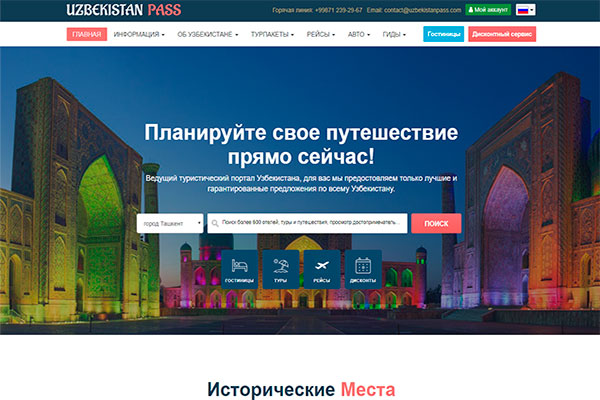 UZBEKISTAN PASS
Горячая линия: +99871 239-29-67 Email: contact@uzbekistanpass.com Мой аккаунт
ГЛАВНАЯ ИНФОРМАЦИЯ ОБ УЗБЕКИСТАНЕ ТУРПАКЕТЫ РЕЙСЫ АВТО ГИДЫ Гостиницы Дисконтный сервис
Планируйте свое путешествие
прямо сейчас!
Ведущий туристический портал Узбекистана, для вас мы предоставляем только лучшие и
гарантированные предложения по всему Узбекистану.
город Ташкент Поиск более 800 отелей, туры и путешествия, просмотр достопримечател ... ПОИСК
ГОСТИНИЦЫ ТУРЫ РЕЙСЫ ДИСКОНТЫ
Исторические Места